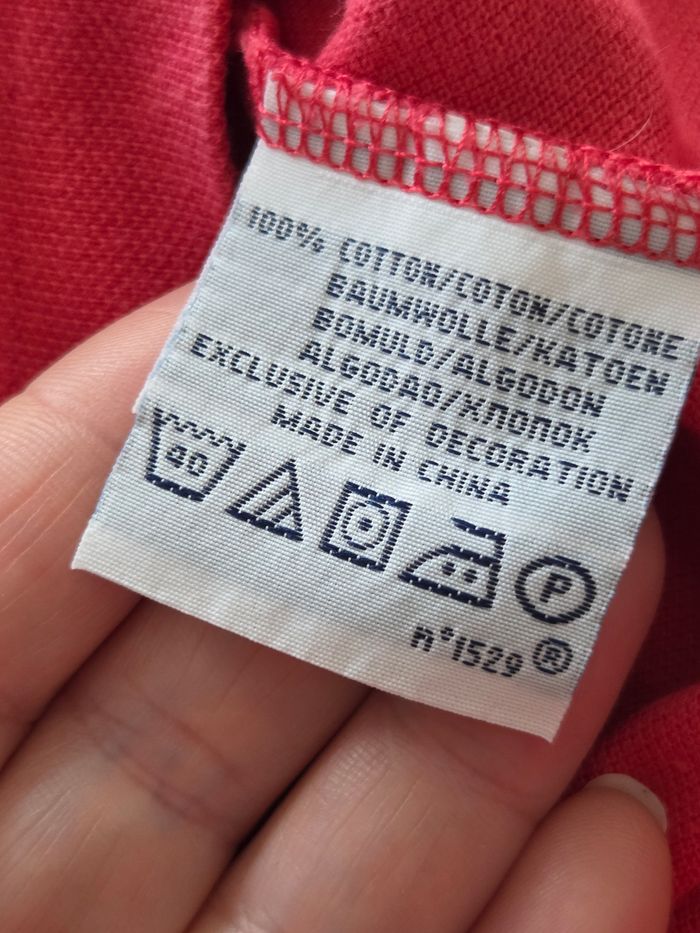 100% COTTON/COTON/COTONE
BAUMWOLLE/KATOEN
BOMULD/ALGODON
ALGODAO/ХЛОПОК
EXCLUSIVE OF DECORATION
MADE IN CHINA
40
P
n°1529 ®